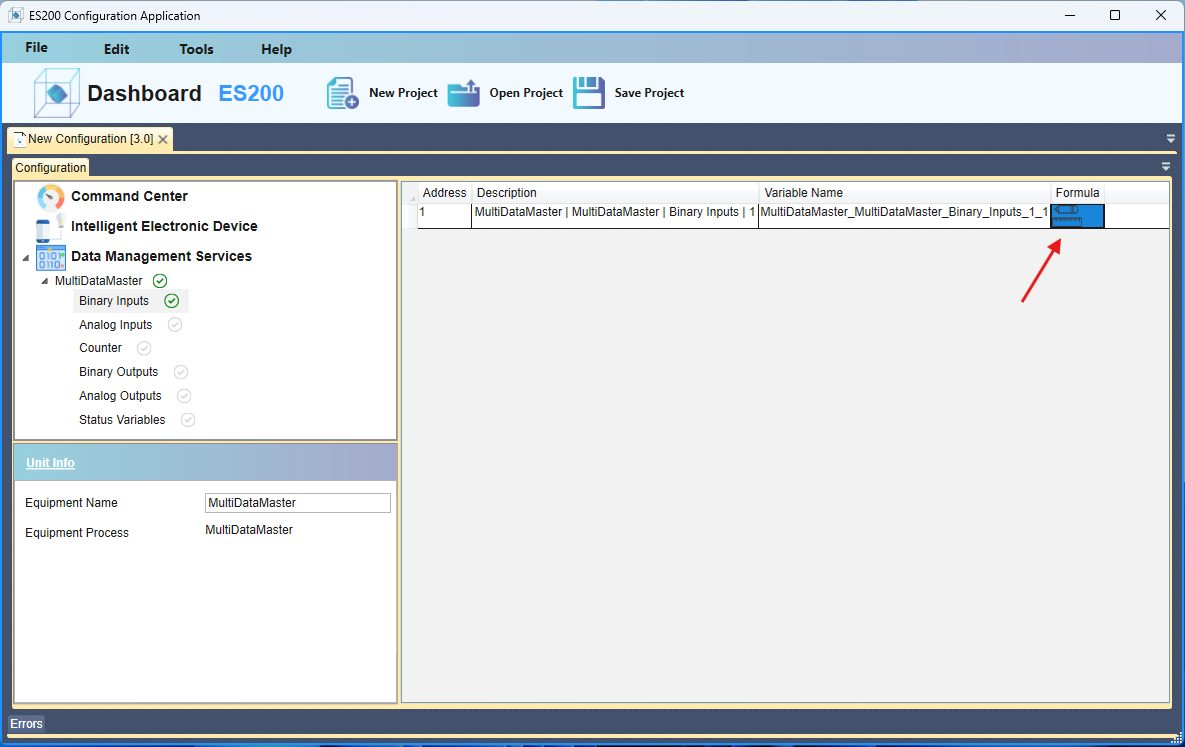 ES200 Configuration Application
File Edit Tools Help
Dashboard ES200 New Project Open Project Save Project
New Configuration [3.0]
Configuration
Command Center
Intelligent Electronic Device
Data Management Services
MultiDataMaster
Binary Inputs
Analog Inputs
Counter
Binary Outputs
Analog Outputs
Status Variables
Unit Info
Equipment Name MultiDataMaster
Equipment Process MultiDataMaster
Address Description Variable Name Formula
1 MultiDataMaster | MultiDataMaster | Binary Inputs | 1 MultiDataMaster_MultiDataMaster_Binary_Inputs_1_1
Errors